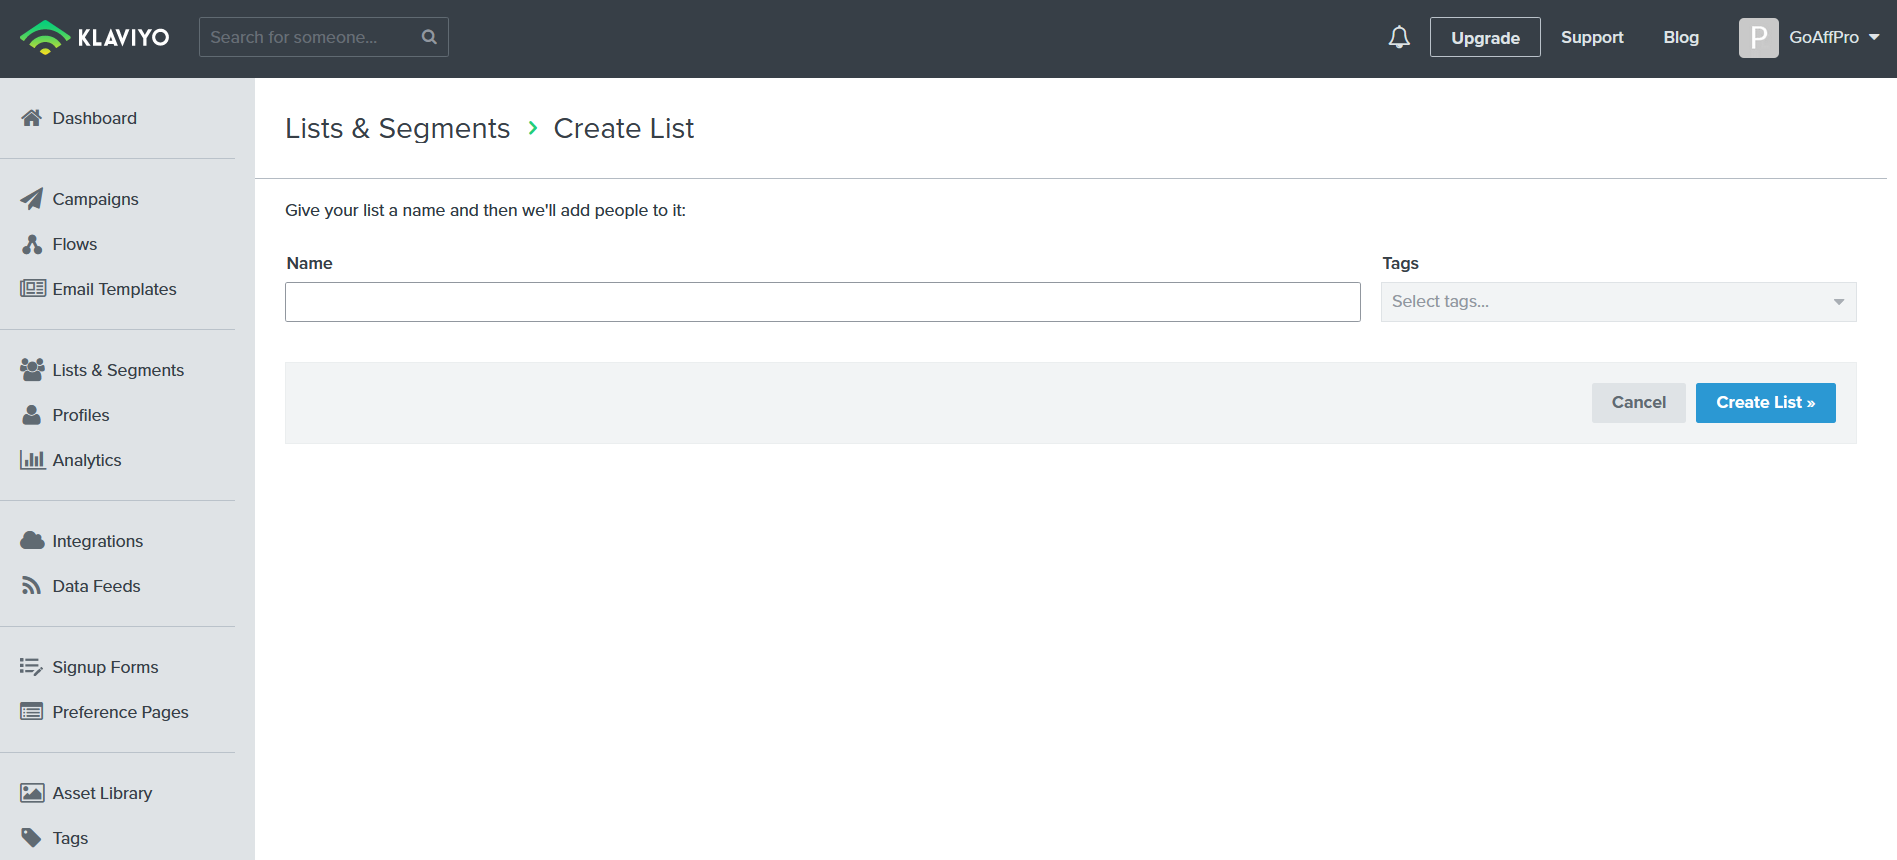 KLAVIYO
Search for someone...
Upgrade
Support
Blog
P
GoAffPro
Dashboard
Campaigns
Flows
Email Templates
Lists & Segments
Profiles
Analytics
Integrations
Data Feeds
Signup Forms
Preference Pages
Asset Library
Tags
Lists & Segments > Create List
Give your list a name and then we'll add people to it:
Name
Tags
Select tags...
Cancel
Create List »